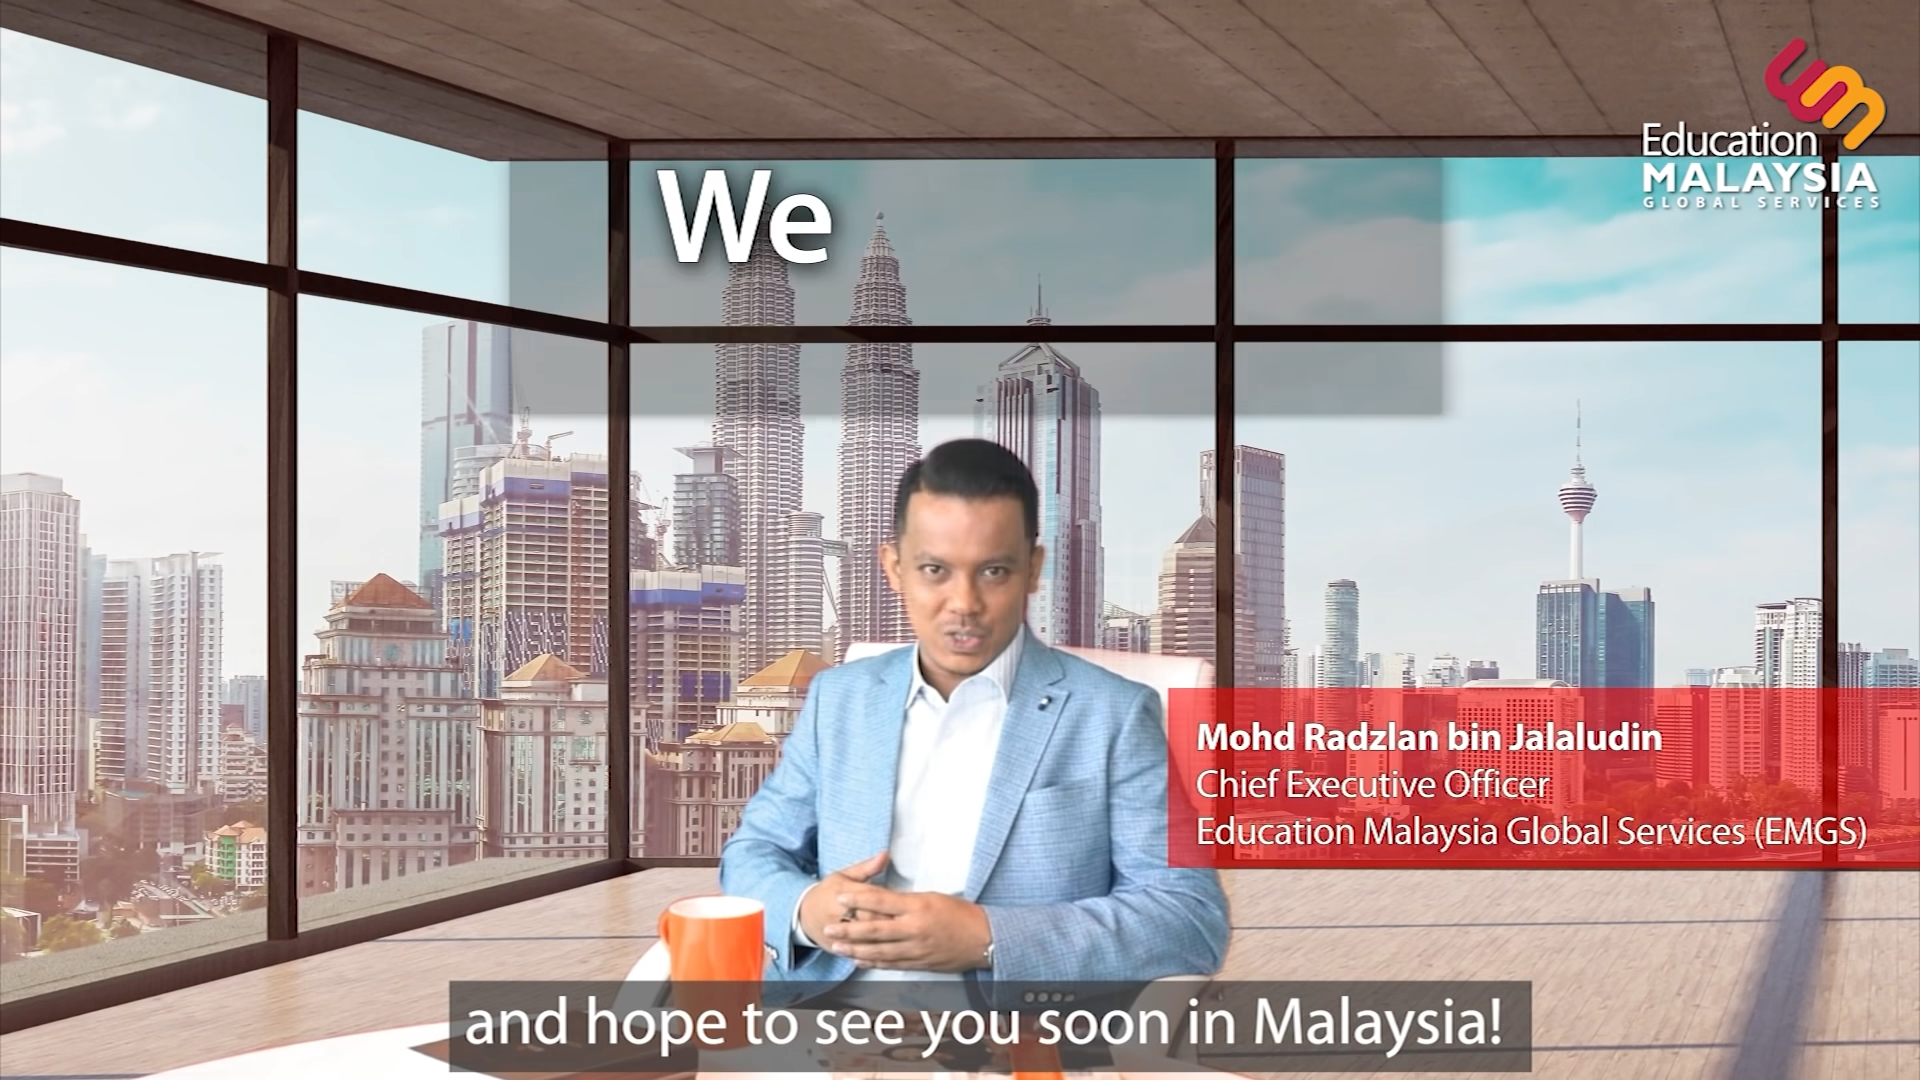 Education
MALAYSIA
GLOBAL SERVICES
We
Mohd Radzlan bin Jalaludin
Chief Executive Officer
Education Malaysia Global Services (EMGS)
and hope to see you soon in Malaysia!